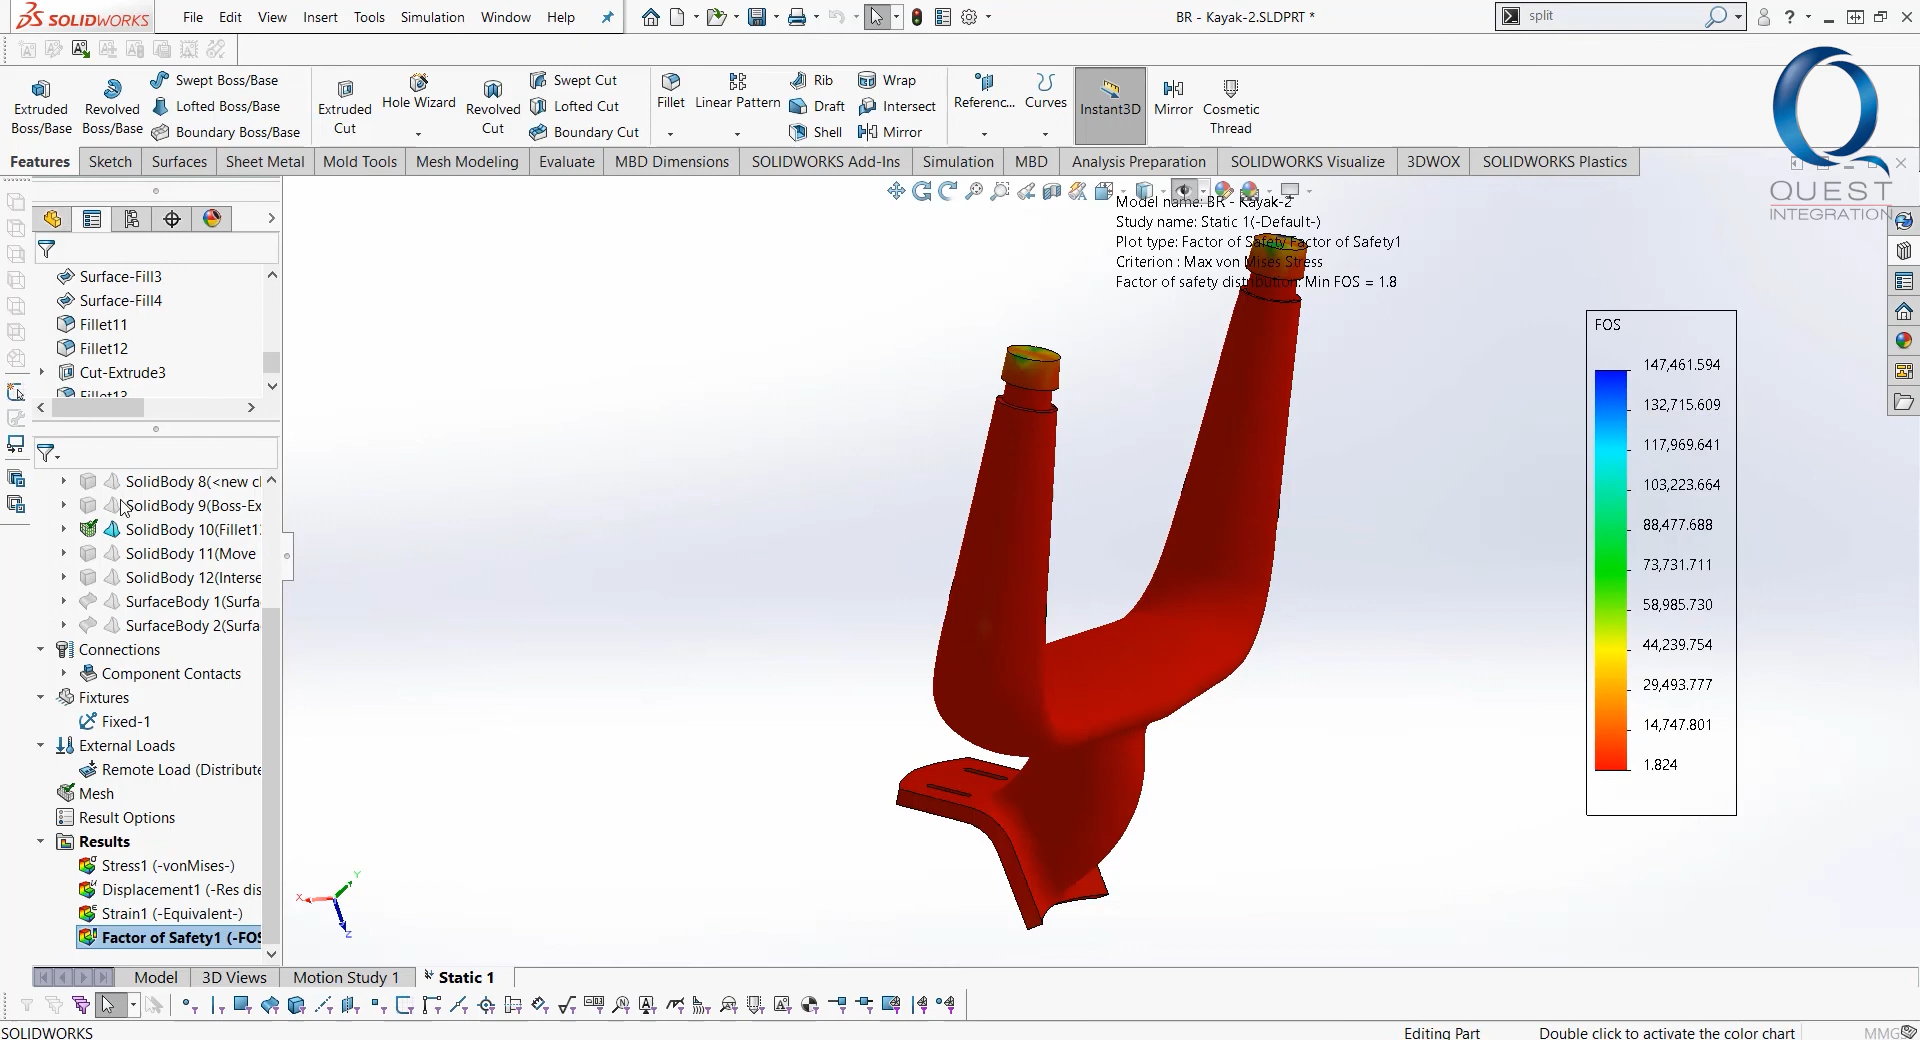 SOLIDWORKS
File Edit View Insert Tools Simulation Window Help
BR - Kayak-2.SLDPRT *
split
?
Extruded Boss/Base
Revolved Boss/Base
Swept Boss/Base
Lofted Boss/Base
Boundary Boss/Base
Extruded Cut
Hole Wizard
Revolved Cut
Swept Cut
Lofted Cut
Boundary Cut
Fillet
Linear Pattern
Rib
Draft
Shell
Wrap
Intersect
Mirror
Referenc...
Curves
Instant3D
Mirror
Cosmetic Thread
QUEST
INTEGRATION
Features Sketch Surfaces Sheet Metal Mold Tools Mesh Modeling Evaluate MBD Dimensions SOLIDWORKS Add-Ins Simulation MBD Analysis Preparation SOLIDWORKS Visualize 3DWOX SOLIDWORKS Plastics
Surface-Fill3
Surface-Fill4
Fillet11
Fillet12
Cut-Extrude3
Fillet13
SolidBody 8(<new cl
SolidBody 9(Boss-Ex
SolidBody 10(Fillet1
SolidBody 11(Move
SolidBody 12(Interse
SurfaceBody 1(Surfa
SurfaceBody 2(Surfa
Connections
Component Contacts
Fixtures
Fixed-1
External Loads
Remote Load (Distribute
Mesh
Result Options
Results
Stress1 (-vonMises-)
Displacement1 (-Res dis
Strain1 (-Equivalent-)
Factor of Safety1 (-FOS
Model name: BR - Kayak-2
Study name: Static 1(-Default-)
Plot type: Factor of Safety Factor of Safety1
Criterion : Max von Mises Stress
Factor of safety distribution: Min FOS = 1.8
FOS
147,461.594
132,715.609
117,969.641
103,223.664
88,477.688
73,731.711
58,985.730
44,239.754
29,493.777
14,747.801
1.824
X
Y
Z
Model 3D Views Motion Study 1 Static 1
SOLIDWORKS
Editing Part
Double click to activate the color chart
MMGS